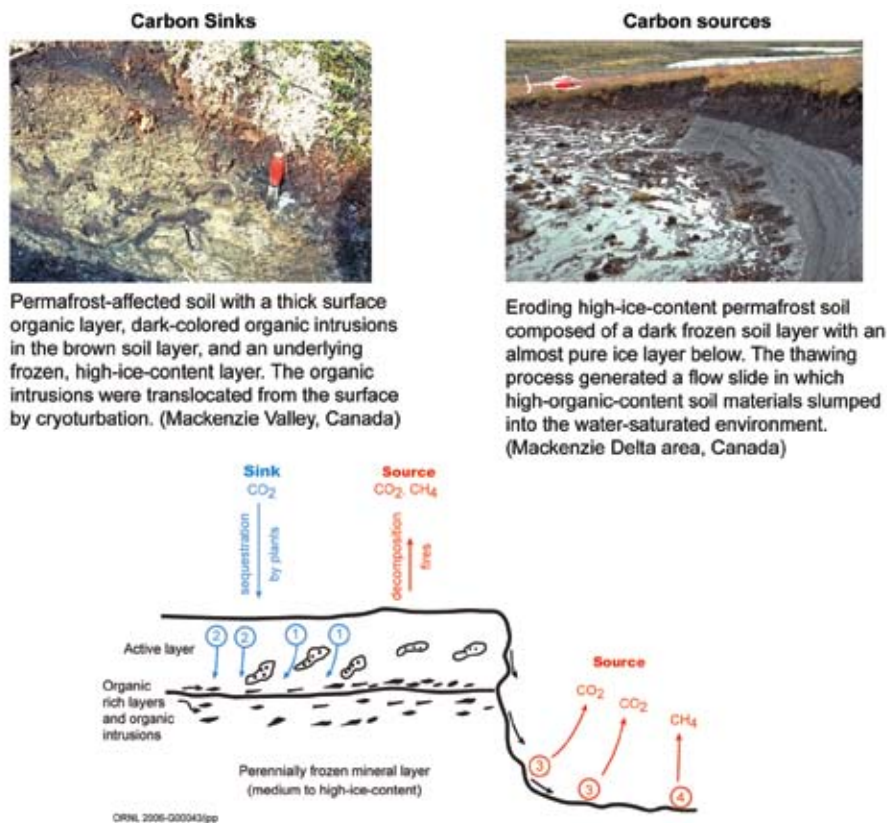 Carbon Sinks
Carbon sources
Permafrost-affected soil with a thick surface
organic layer, dark-colored organic intrusions
in the brown soil layer, and an underlying
frozen, high-ice-content layer. The organic
intrusions were translocated from the surface
by cryoturbation. (Mackenzie Valley, Canada)
Eroding high-ice-content permafrost soil
composed of a dark frozen soil layer with an
almost pure ice layer below. The thawing
process generated a flow slide in which
high-organic-content soil materials slumped
into the water-saturated environment.
(Mackenzie Delta area, Canada)
Sink
CO2
sequestration
by plants
Source
CO2, CH4
decomposition
fires
Active layer
2
2
1
1
Organic
rich layers
and organic
intrusions
Perennially frozen mineral layer
(medium to high-ice-content)
Source
CO2
CO2
CH4
3
3
4
ORNL 2006-G00043/jpp